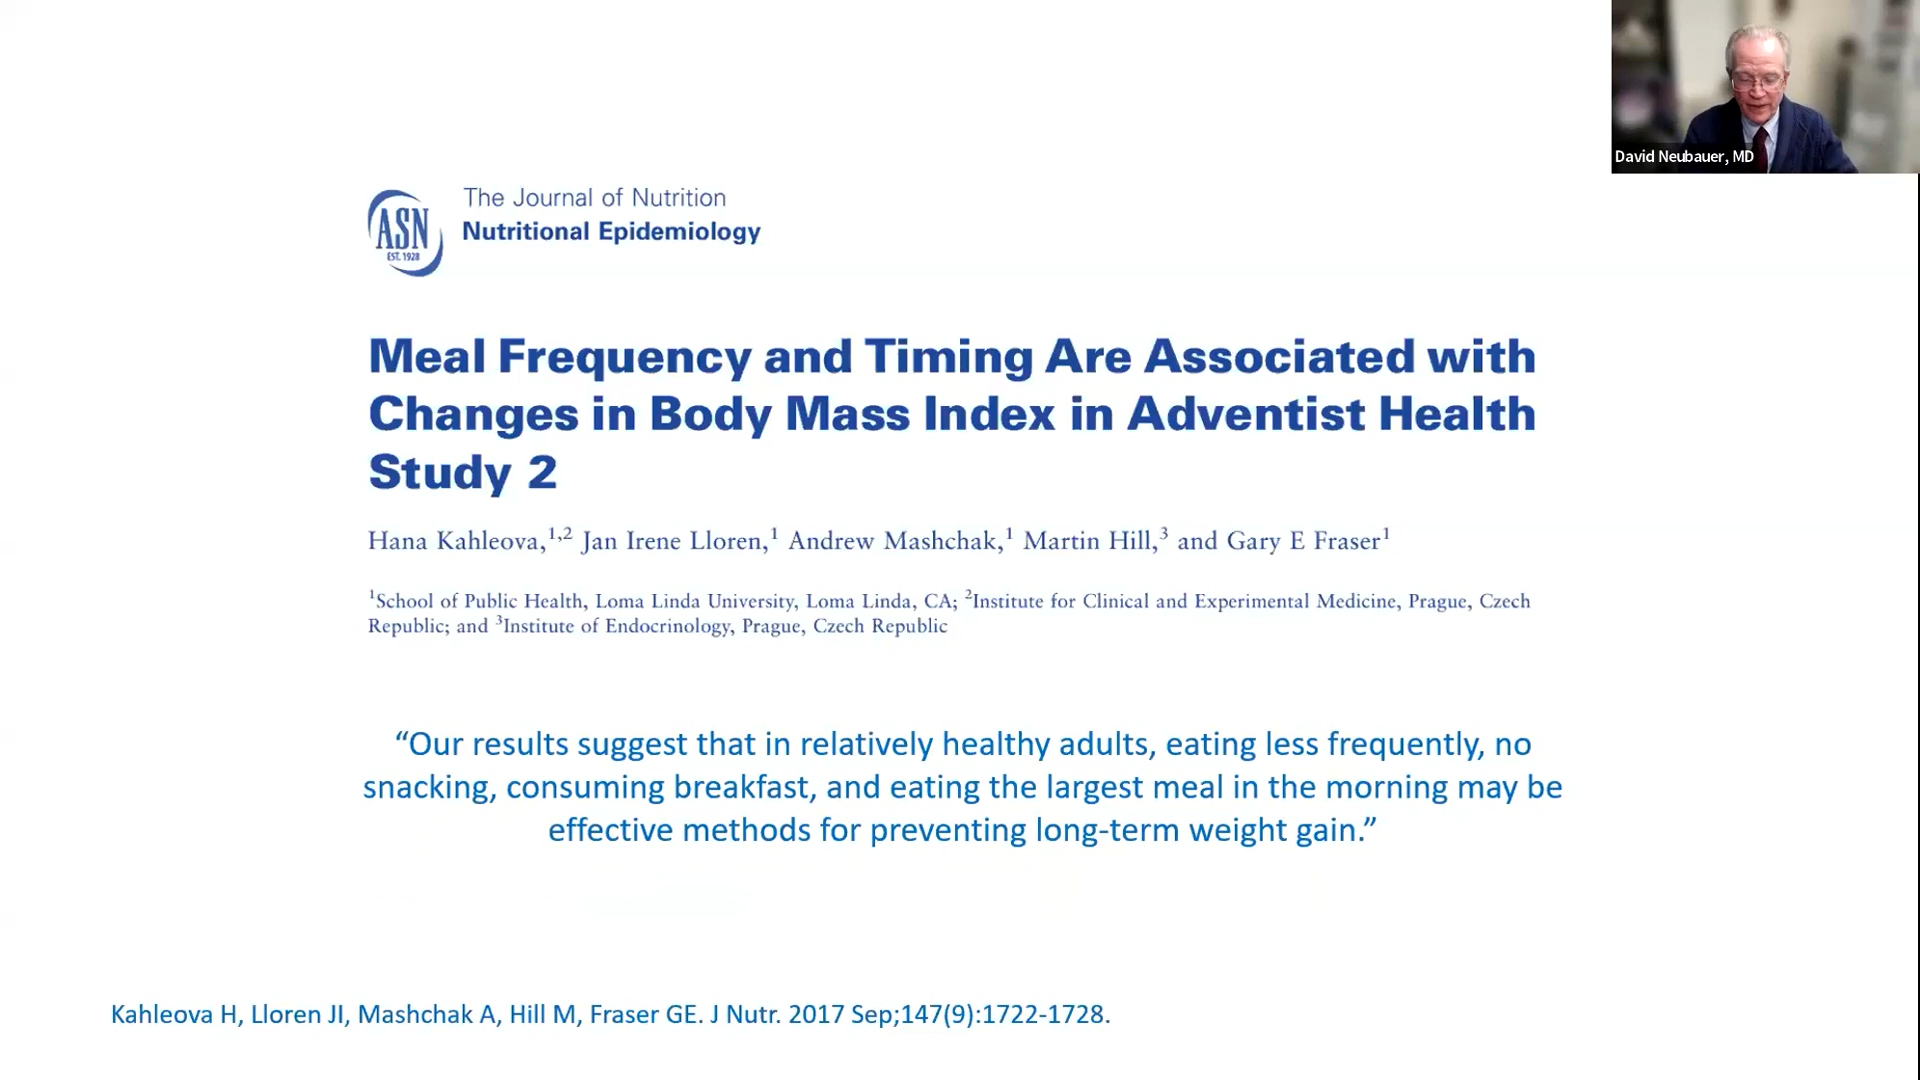 David Neubauer, MD
ASN
EST. 1928
The Journal of Nutrition
Nutritional Epidemiology
Meal Frequency and Timing Are Associated with
Changes in Body Mass Index in Adventist Health
Study 2
Hana Kahleova,1,2 Jan Irene Lloren,1 Andrew Mashchak,1 Martin Hill,3 and Gary E Fraser1
1School of Public Health, Loma Linda University, Loma Linda, CA; 2Institute for Clinical and Experimental Medicine, Prague, Czech
Republic; and 3Institute of Endocrinology, Prague, Czech Republic
“Our results suggest that in relatively healthy adults, eating less frequently, no
snacking, consuming breakfast, and eating the largest meal in the morning may be
effective methods for preventing long-term weight gain.”
Kahleova H, Lloren JI, Mashchak A, Hill M, Fraser GE. J Nutr. 2017 Sep;147(9):1722-1728.